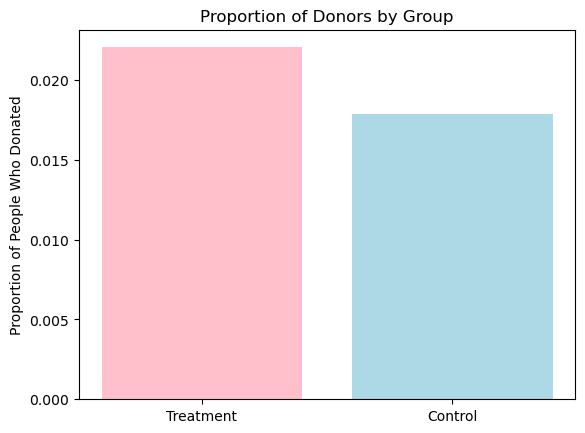 Proportion of Donors by Group
Proportion of People Who Donated
0.020
0.015
0.010
0.005
0.000
Treatment
Control